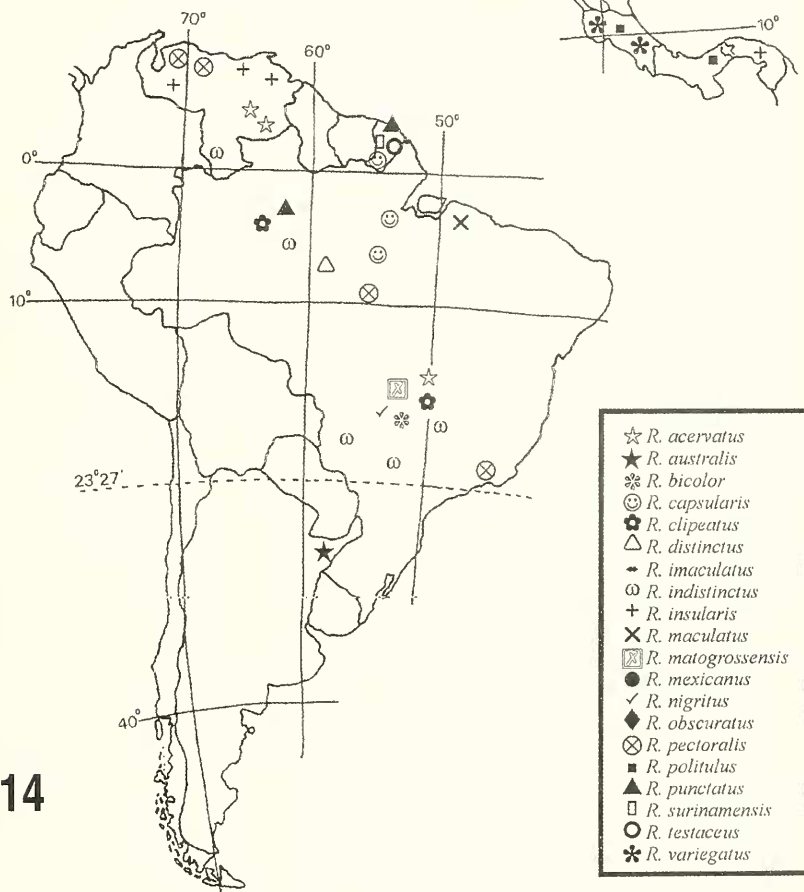 70°
10°
60°
50°
0°
10°
23°27'
40°
14
R. acervatus
R. australis
R. bicolor
R. capsularis
R. clipeatus
R. distinctus
R. imaculatus
R. indistinctus
R. insularis
R. maculatus
R. matogrossensis
R. mexicanus
R. nigritus
R. obscuratus
R. pectoralis
R. politulus
R. punctatus
R. surinamensis
R. testaceus
R. variegatus